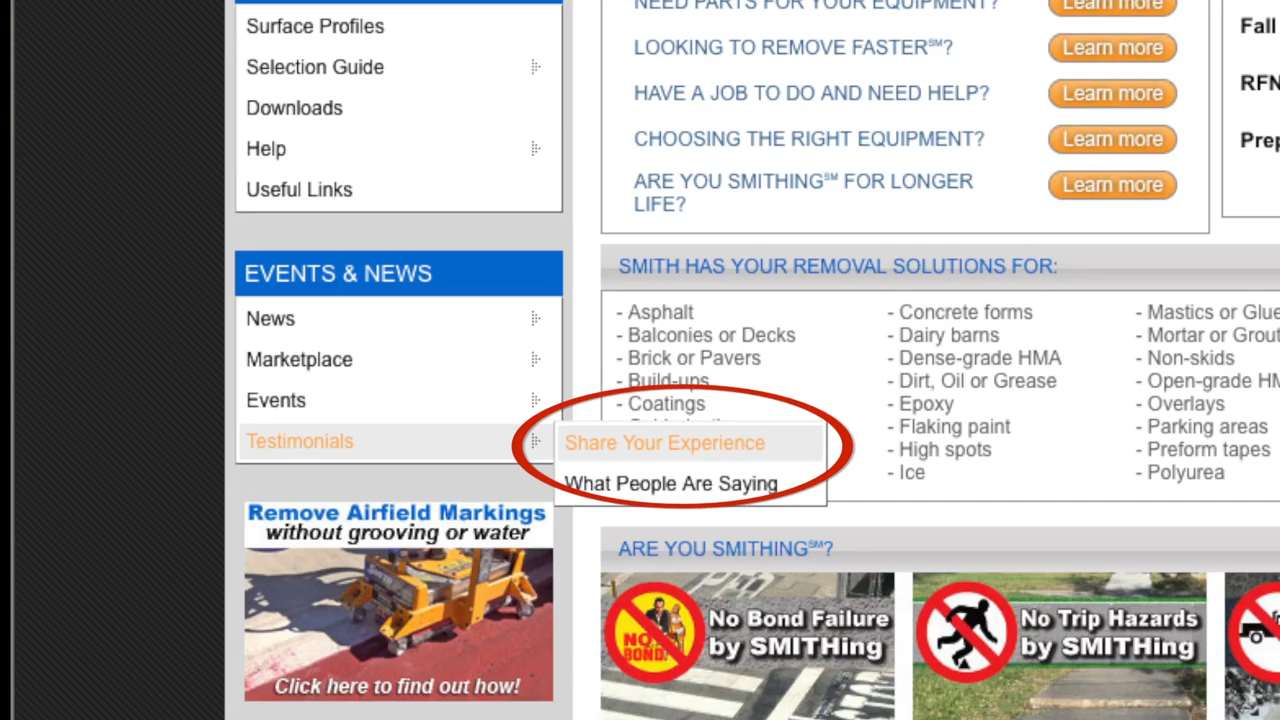 Surface Profiles
Selection Guide
Downloads
Help
Useful Links
EVENTS & NEWS
News
Marketplace
Events
Testimonials
Share Your Experience
What People Are Saying
Remove Airfield Markings
without grooving or water
Click here to find out how!
NEED PARTS FOR YOUR EQUIPMENT?
Learn more
LOOKING TO REMOVE FASTER℠?
Learn more
HAVE A JOB TO DO AND NEED HELP?
Learn more
CHOOSING THE RIGHT EQUIPMENT?
Learn more
ARE YOU SMITHING℠ FOR LONGER
LIFE?
Learn more
Fall
RFN
Prep
SMITH HAS YOUR REMOVAL SOLUTIONS FOR:
- Asphalt
- Balconies or Decks
- Brick or Pavers
- Build-ups
- Coatings
- Concrete forms
- Dairy barns
- Dense-grade HMA
- Dirt, Oil or Grease
- Epoxy
- Flaking paint
- High spots
- Ice
- Mastics or Glue
- Mortar or Grout
- Non-skids
- Open-grade HM
- Overlays
- Parking areas
- Preform tapes
- Polyurea
ARE YOU SMITHING℠?
NO
BOND!
No Bond Failure
by SMITHing
No Trip Hazards
by SMITHing